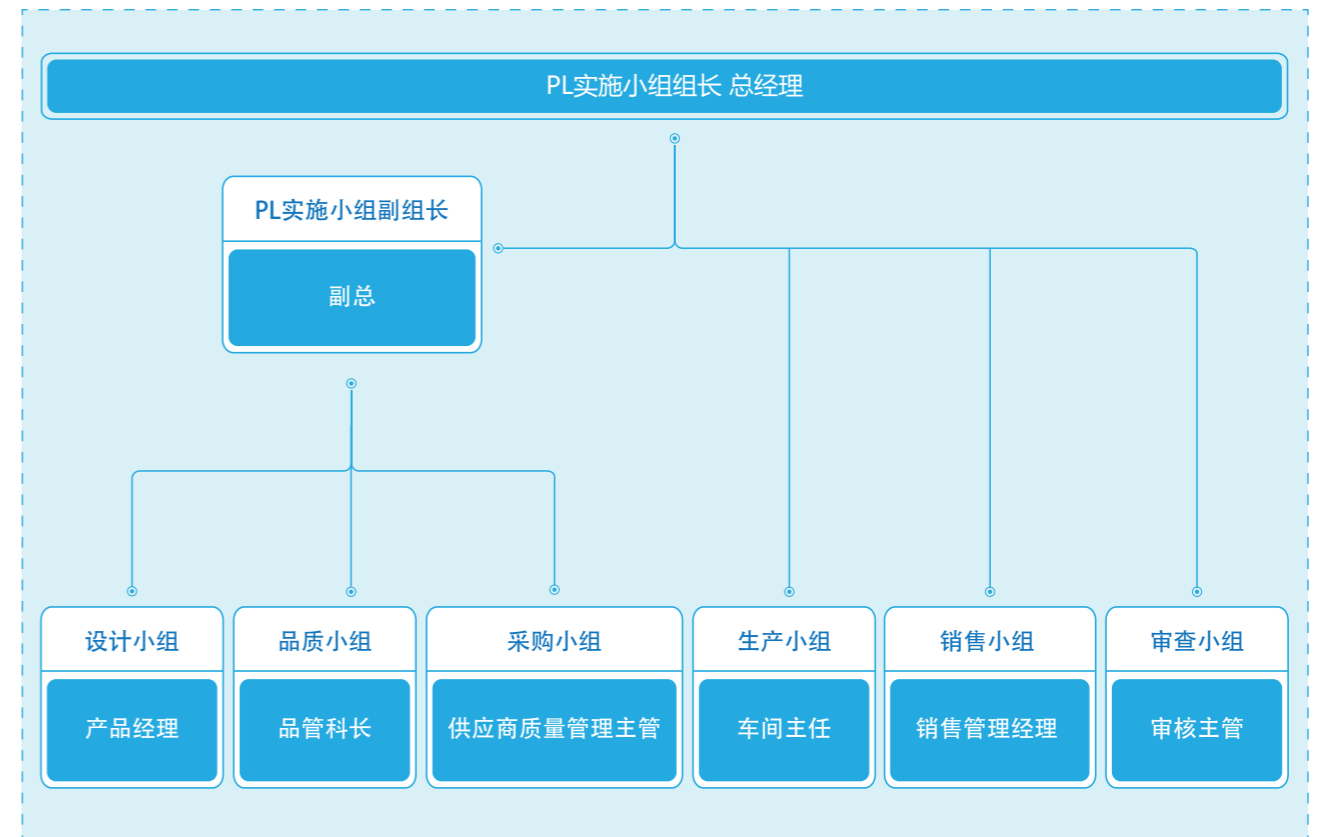 PL实施小组组长 总经理
PL实施小组副组长
副总
设计小组
产品经理
品质小组
品管科长
采购小组
供应商质量管理主管
生产小组
车间主任
销售小组
销售管理经理
审查小组
审核主管